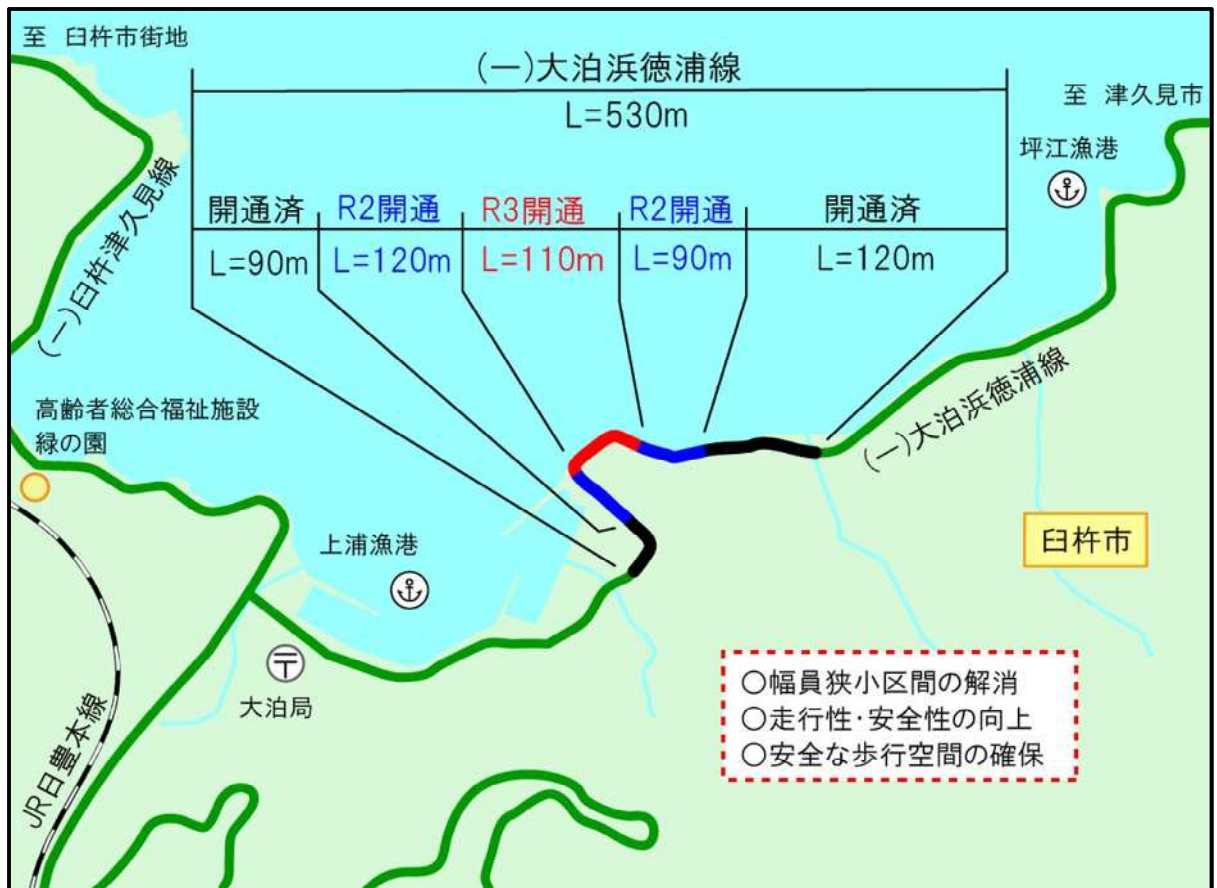 至 臼杵市街地
(一)大泊浜徳浦線
L=530m
至 津久見市
坪江漁港
(一)臼杵津久見線
開通済
R2開通
R3開通
R2開通
開通済
L=90m
L=120m
L=110m
L=90m
L=120m
高齢者総合福祉施設
緑の園
(一)大泊浜徳浦線
上浦漁港
臼杵市
〒
大泊局
JR日豊本線
○幅員狭小区間の解消
○走行性・安全性の向上
○安全な歩行空間の確保